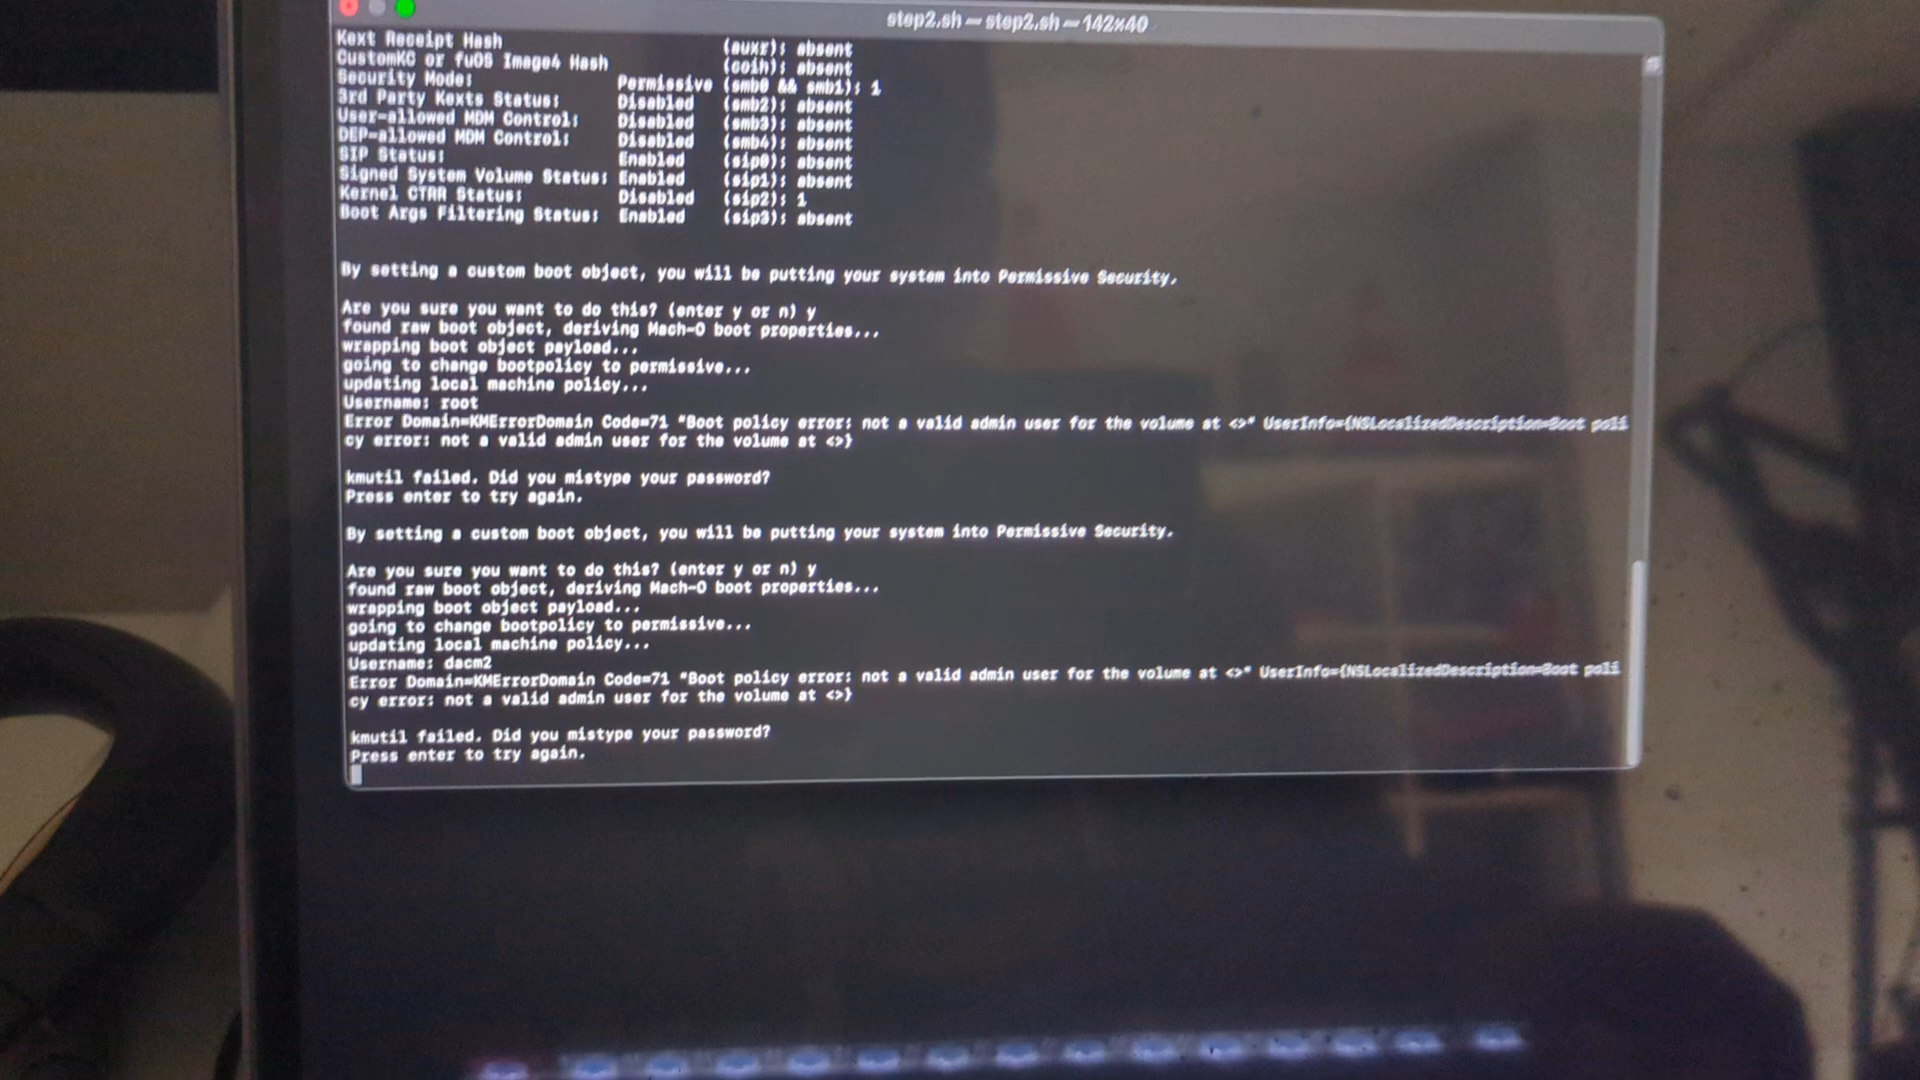 step2.sh — step2.sh — 142×40
Kext Receipt Hash (auxr): absent
CustomKC or fuOS Image4 Hash (coih): absent
Security Mode: Permissive (smb0 && smb1): 1
3rd Party Kexts Status: Disabled (smb2): absent
User-allowed MDM Control: Disabled (smb3): absent
DEP-allowed MDM Control: Disabled (smb4): absent
SIP Status: Enabled (sip0): absent
Signed System Volume Status: Enabled (sip1): absent
Kernel CTRR Status: Disabled (sip2): 1
Boot Args Filtering Status: Enabled (sip3): absent
By setting a custom boot object, you will be putting your system into Permissive Security.
Are you sure you want to do this? (enter y or n) y
found raw boot object, deriving Mach-O boot properties...
wrapping boot object payload...
going to change bootpolicy to permissive...
updating local machine policy...
Username: root
Error Domain=KMErrorDomain Code=71 "Boot policy error: not a valid admin user for the volume at <>" UserInfo={NSLocalizedDescription=Boot poli
cy error: not a valid admin user for the volume at <>}
kmutil failed. Did you mistype your password?
Press enter to try again.
By setting a custom boot object, you will be putting your system into Permissive Security.
Are you sure you want to do this? (enter y or n) y
found raw boot object, deriving Mach-O boot properties...
wrapping boot object payload...
going to change bootpolicy to permissive...
updating local machine policy...
Username: dacm2
Error Domain=KMErrorDomain Code=71 "Boot policy error: not a valid admin user for the volume at <>" UserInfo={NSLocalizedDescription=Boot poli
cy error: not a valid admin user for the volume at <>}
kmutil failed. Did you mistype your password?
Press enter to try again.